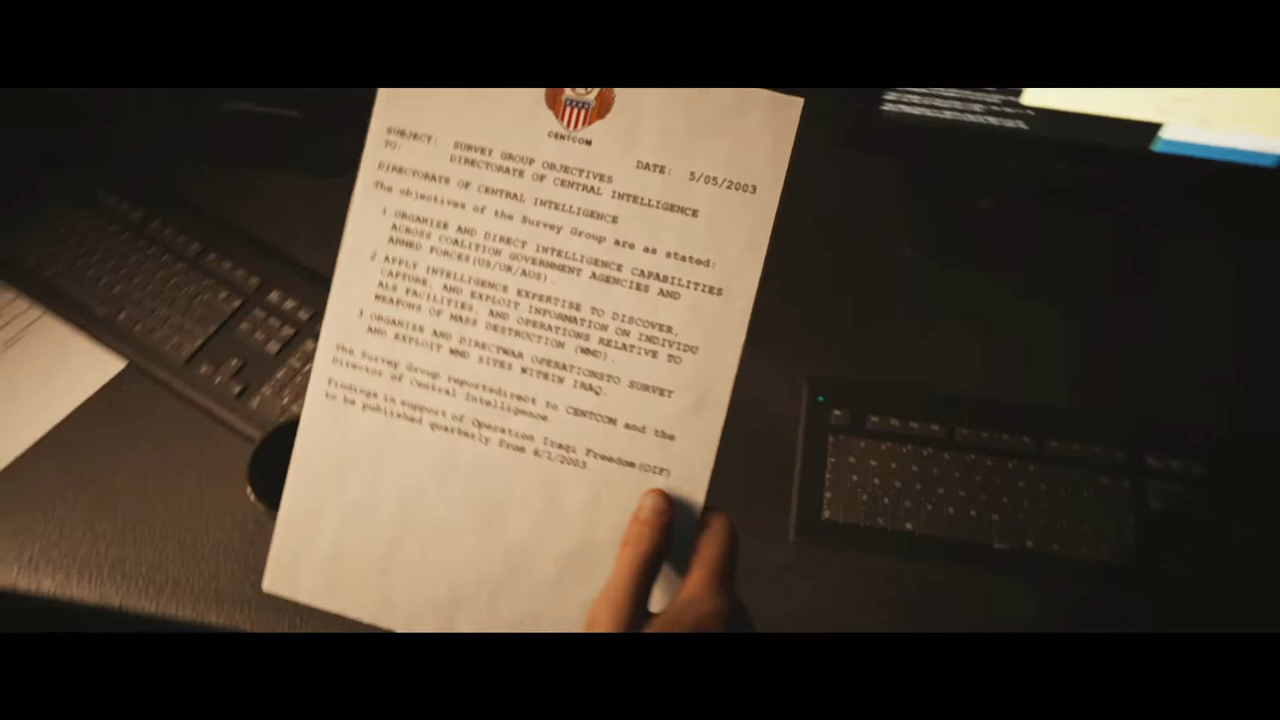 CENTCOM
SUBJECT: SURVEY GROUP OBJECTIVES DATE: 5/05/2003
TO: DIRECTORATE OF CENTRAL INTELLIGENCE
DIRECTORATE OF CENTRAL INTELLIGENCE
The objectives of the Survey Group are as stated:
1.ORGANISE AND DIRECT INTELLIGENCE CAPABILITIES
ACROSS COALITION GOVERNMENT AGENCIES AND
ARMED FORCES(US/UK/AUS).
2.APPLY INTELLIGENCE EXPERTISE TO DISCOVER,
CAPTURE, AND EXPLOIT INFORMATION ON INDIVIDU
ALS FACILITIES, AND OPERATIONS RELATIVE TO
WEAPONS OF MASS DESTRUCTION (WMD).
3 ORGANISE AND DIRECTWAR OPERATIONSTO SURVEY
AND EXPLOIT WMD SITES WITHIN IRAQ.
The Survey Group reportedirect to CENTCOM and the
Director of Central Intelligence.
Findings in support of Operation Iraqi Freedom(OIF)
to be published quarterly from